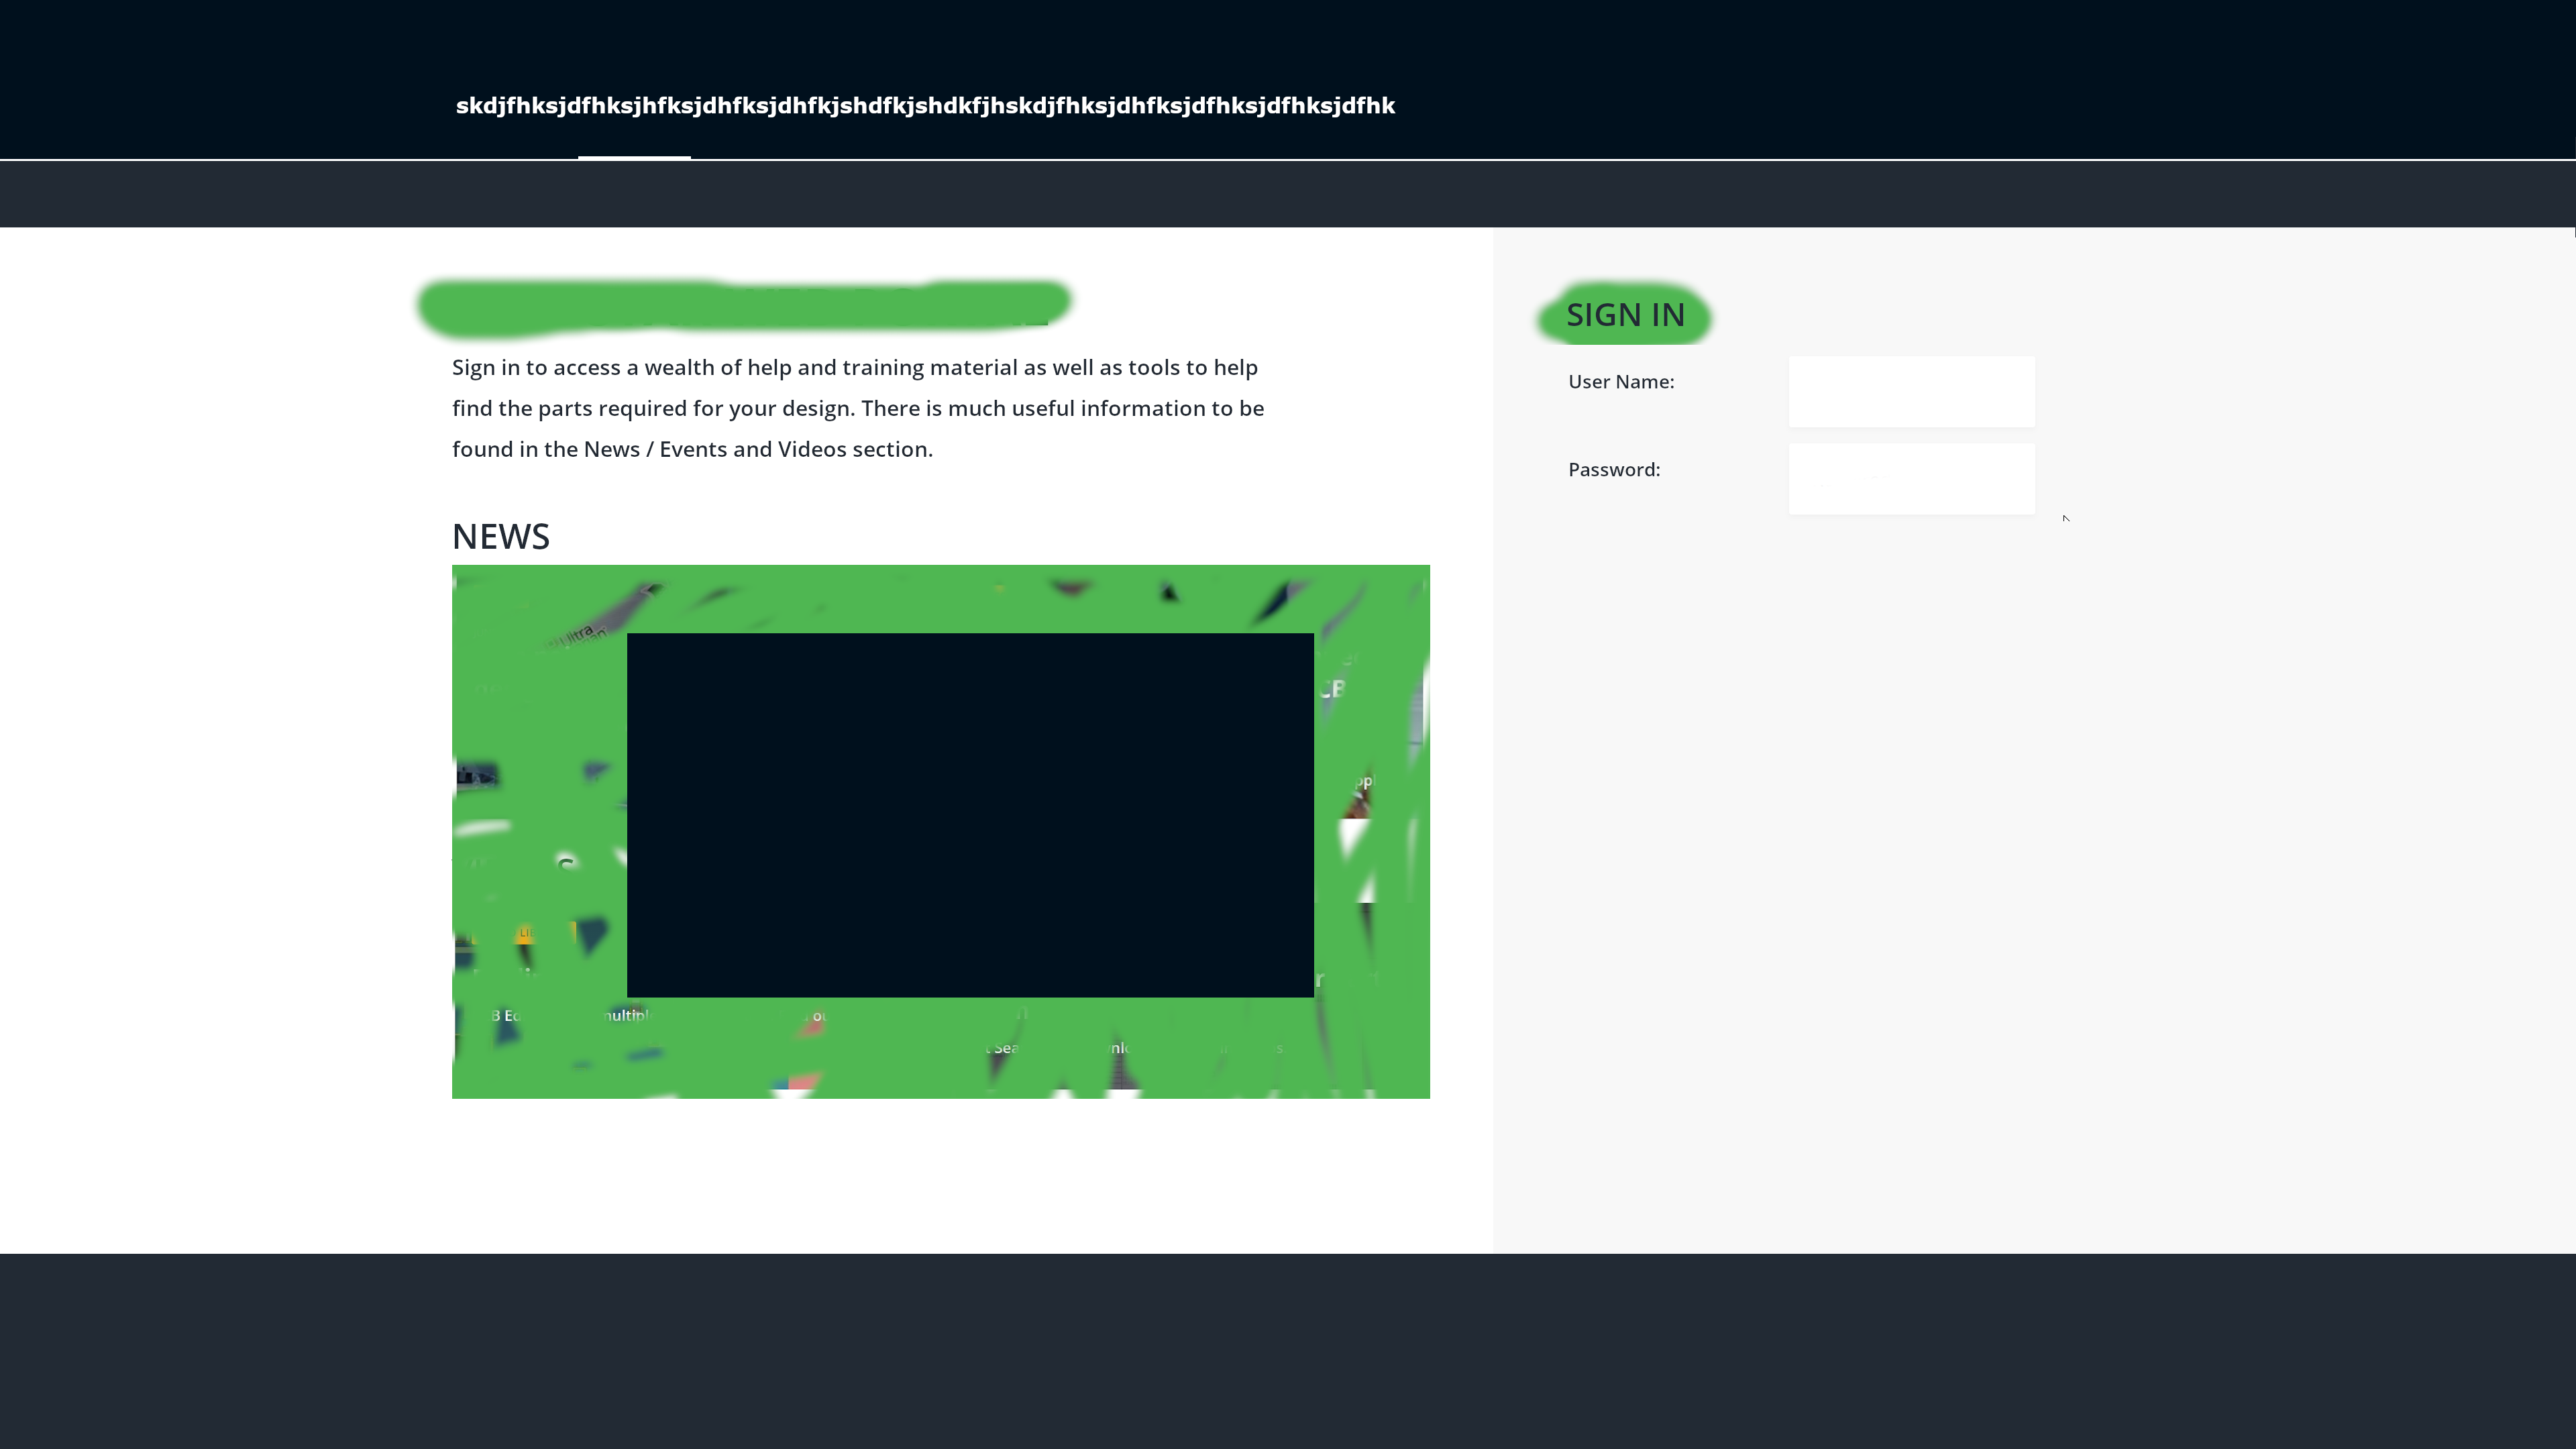 skdjfhksjdfhksjhfksjdhfksjdhfkjshdfkjshdkfjhskdjfhksjdhfksjdfhksjdfhksjdfhk
SIGN IN
Sign in to access a wealth of help and training material as well as tools to help
find the parts required for your design. There is much useful information to be
found in the News / Events and Videos section.
User Name:
Password:
NEWS